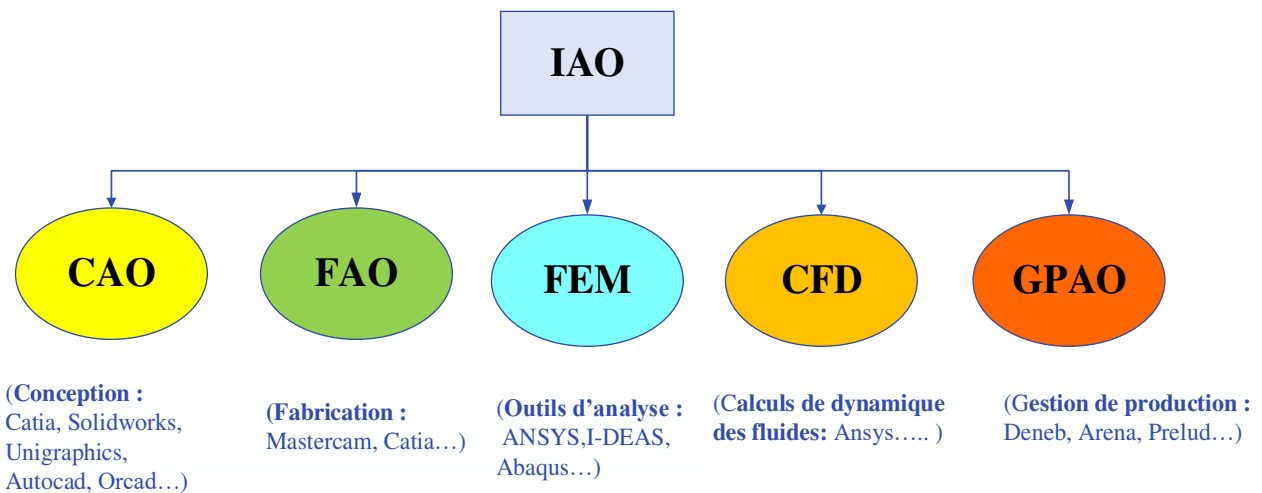 IAO
CAO
FAO
FEM
CFD
GPAO
(Conception :
Catia, Solidworks,
Unigraphics,
Autocad, Orcad…)
(Fabrication :
Mastercam, Catia…)
(Outils d’analyse :
ANSYS,I-DEAS,
Abaqus…)
(Calculs de dynamique
des fluides: Ansys….. )
(Gestion de production :
Deneb, Arena, Prelud…)